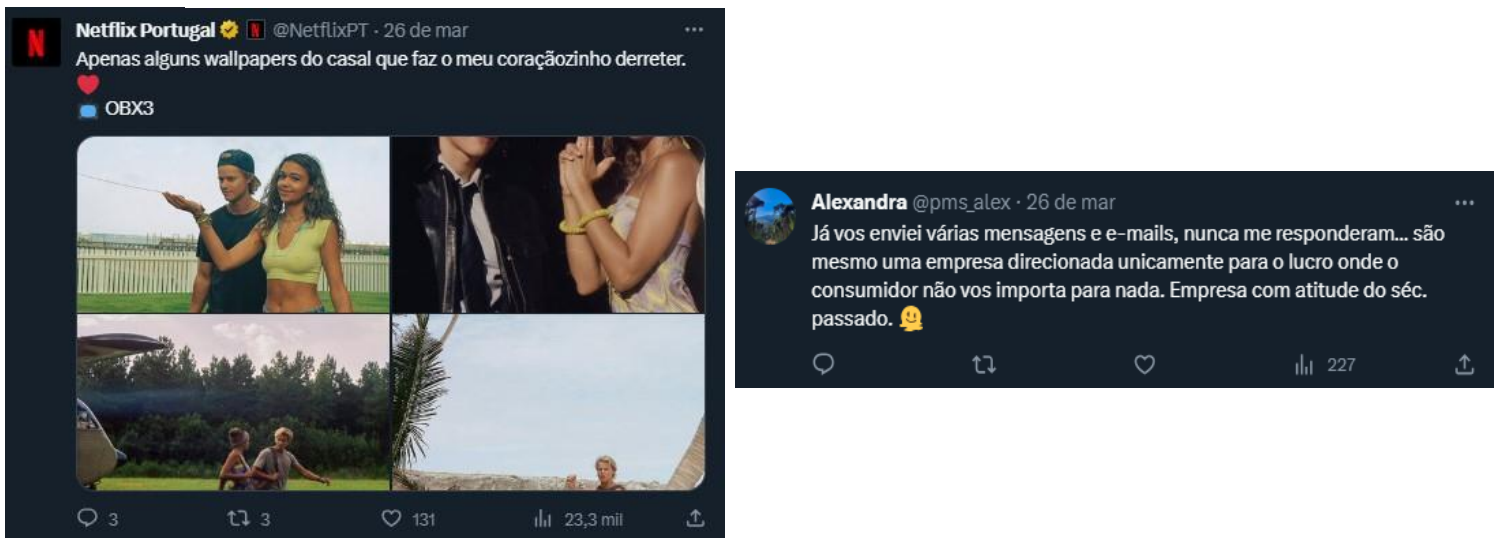 Netflix Portugal @NetflixPT · 26 de mar
Apenas alguns wallpapers do casal que faz o meu coraçãozinho derreter.
❤️
📺 OBX3
3 3 131 23,3 mil
Alexandra @pms_alex · 26 de mar
Já vos enviei várias mensagens e e-mails, nunca me responderam... são
mesmo uma empresa direcionada unicamente para o lucro onde o
consumidor não vos importa para nada. Empresa com atitude do séc.
passado. 🫠
227